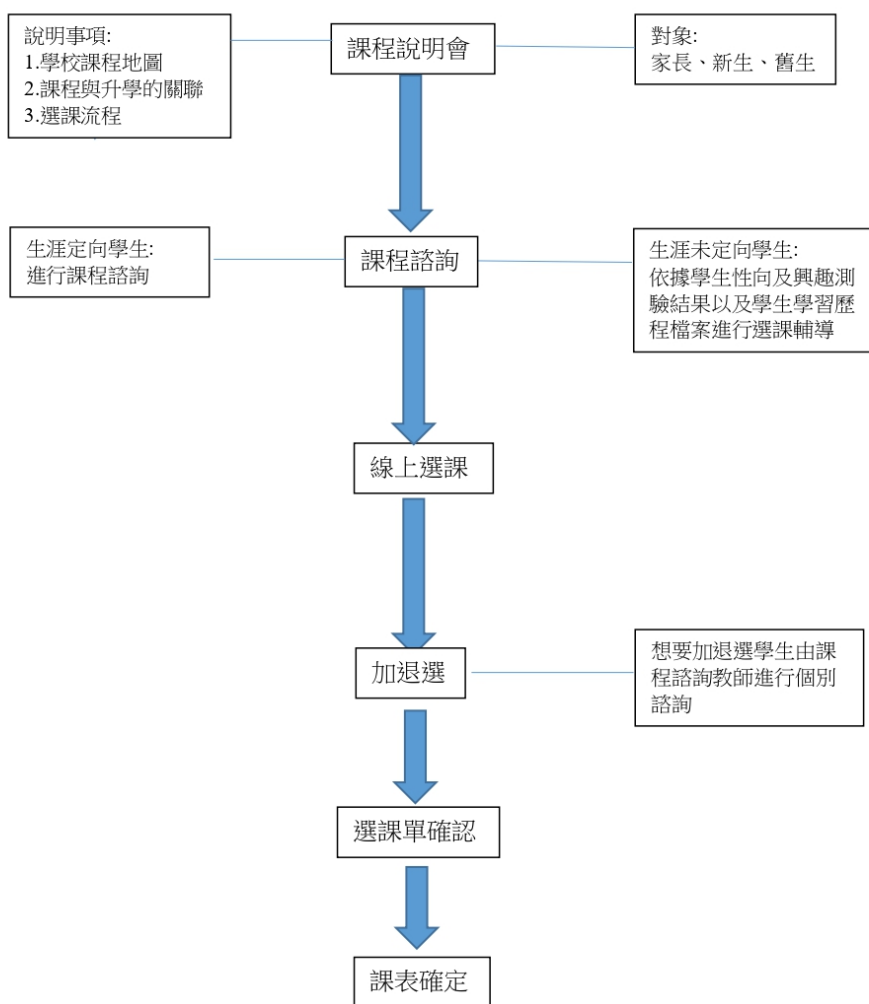 說明事項:
1.學校課程地圖
2.課程與升學的關聯
3.選課流程
課程說明會
對象:
家長、新生、舊生
生涯定向學生:
進行課程諮詢
課程諮詢
生涯未定向學生:
依據學生性向及興趣測
驗結果以及學生學習歷
程檔案進行選課輔導
線上選課
加退選
想要加退選學生由課
程諮詢教師進行個別
諮詢
選課單確認
課表確定